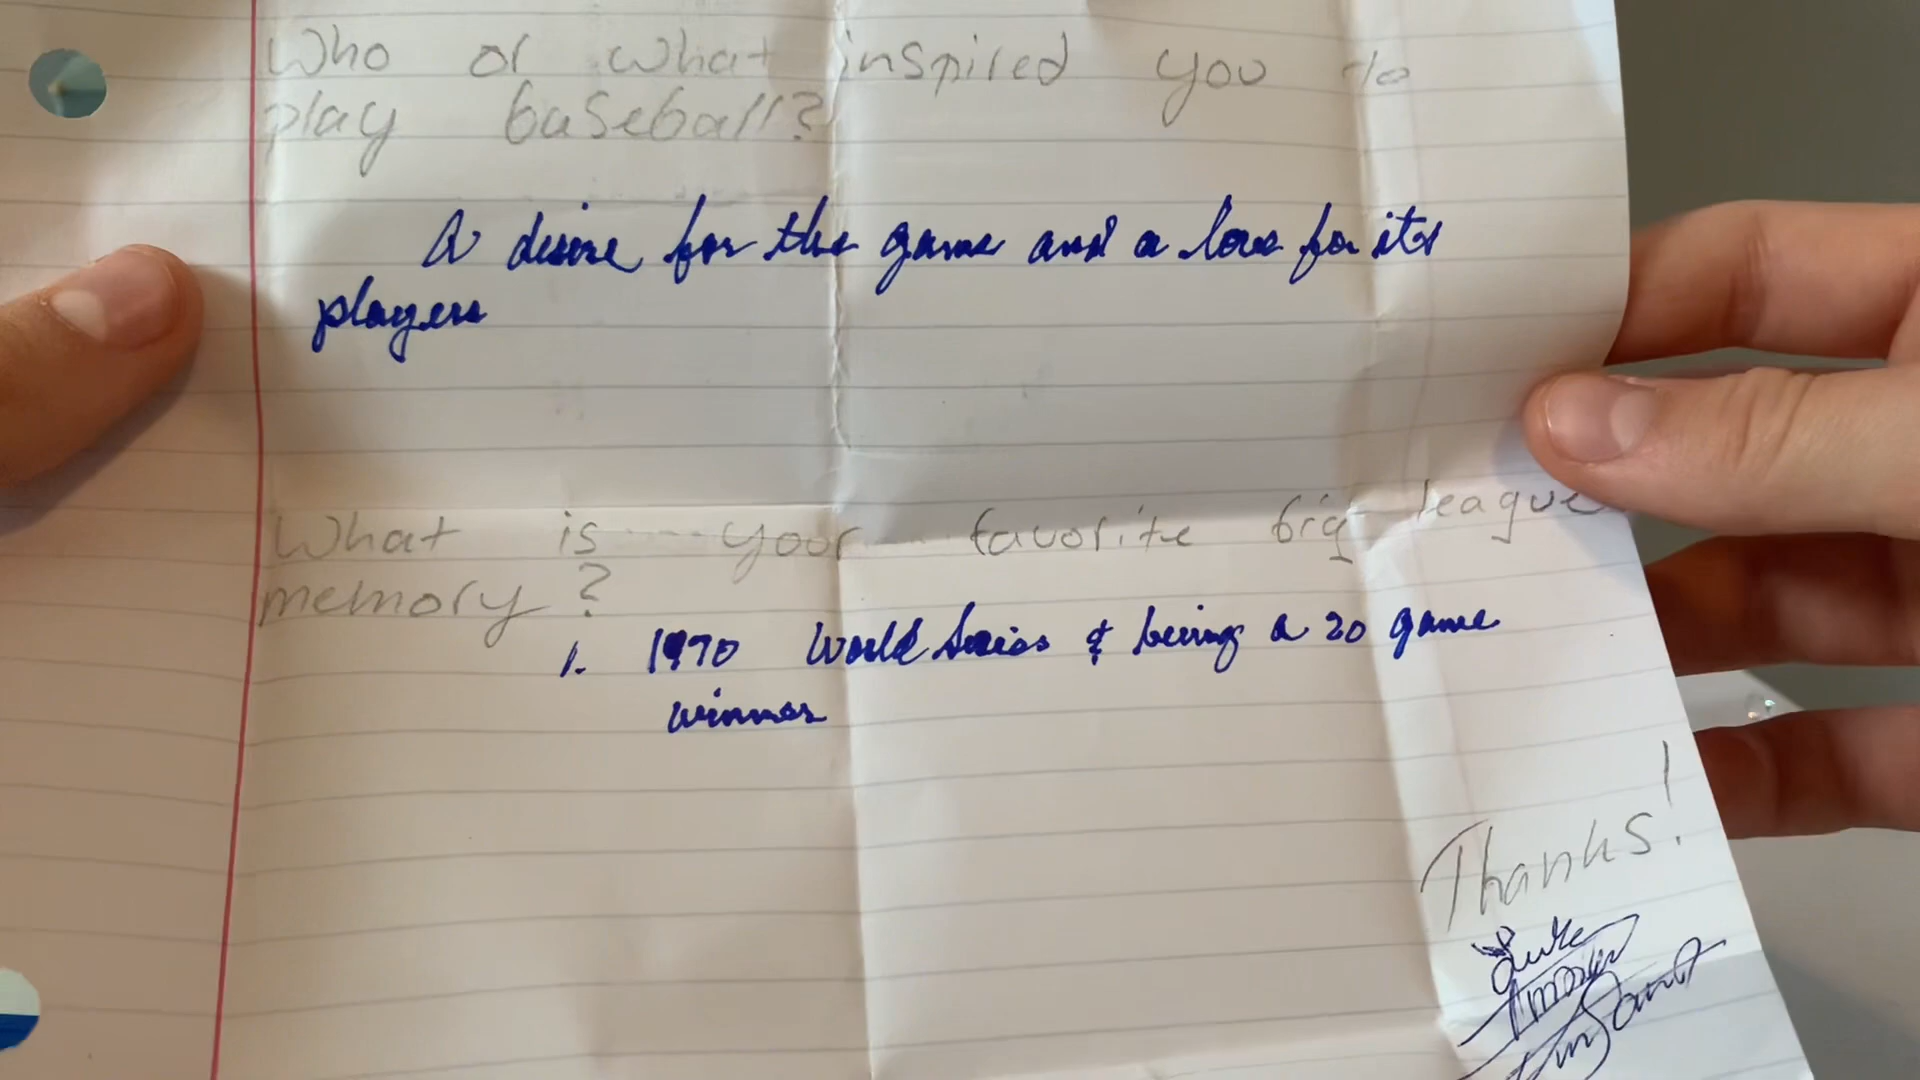 Who or what inspired you to
play baseball?
A desire for the game and a love for its
players
What is your favorite big league
memory?
1. 1970 World Series & being a 20 game
winner
Thanks!
Luke